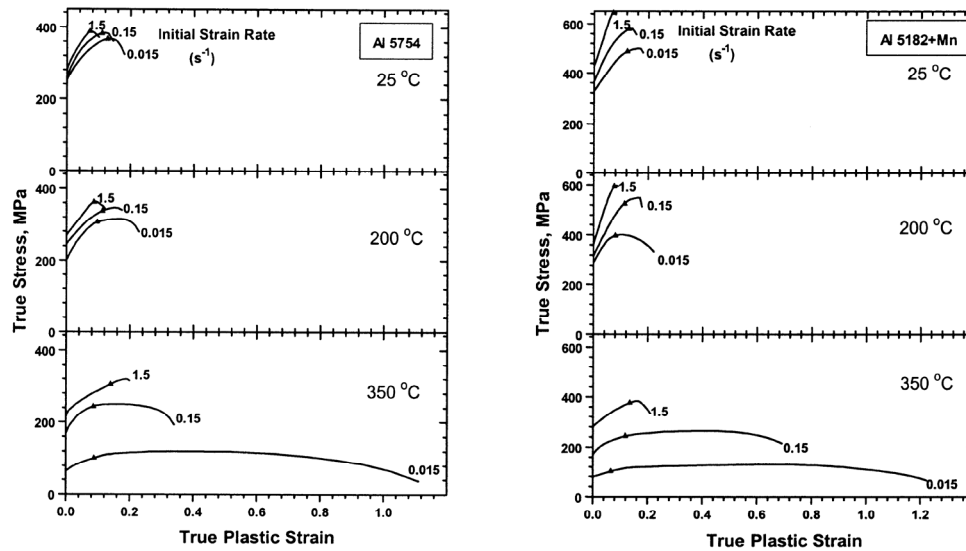 400
1.5
0.15
Initial Strain Rate
(s⁻¹)
0.015
Al 5754
25 °C
200
0
400
1.5
0.15
0.015
200 °C
200
0
400
1.5
0.15
0.015
350 °C
200
0
0.0 0.2 0.4 0.6 0.8 1.0
True Stress, MPa
True Plastic Strain
600
1.5
0.15
Initial Strain Rate
(s⁻¹)
0.015
Al 5182+Mn
25 °C
400
200
0
600
1.5
0.15
0.015
200 °C
400
200
0
600
350 °C
400
1.5
0.15
0.015
200
0
0.0 0.2 0.4 0.6 0.8 1.0 1.2
True Stress, MPa
True Plastic Strain